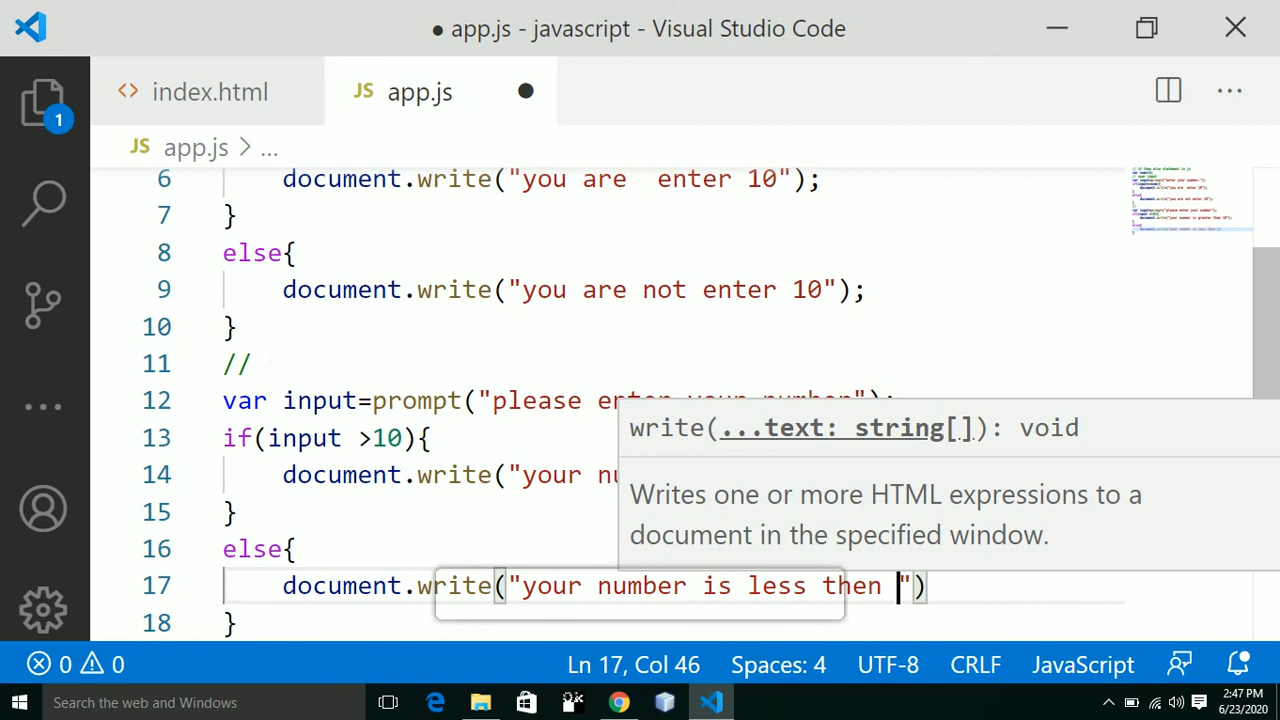 ● app.js - javascript - Visual Studio Code
<> index.html
JS app.js ●
1
JS app.js > ...
6 document.write("you are  enter 10");
7 }
8 else{
9 document.write("you are not enter 10");
10 }
11 //
12 var input=prompt("please enter your number");
13 if(input >10){
14 document.write("your nu
15 }
16 else{
17 document.write("your number is less then ")
18 }
write(...text: string[]): void
Writes one or more HTML expressions to a
document in the specified window.
0 0 Ln 17, Col 46 Spaces: 4 UTF-8 CRLF JavaScript
Search the web and Windows
2:47 PM
6/23/2020